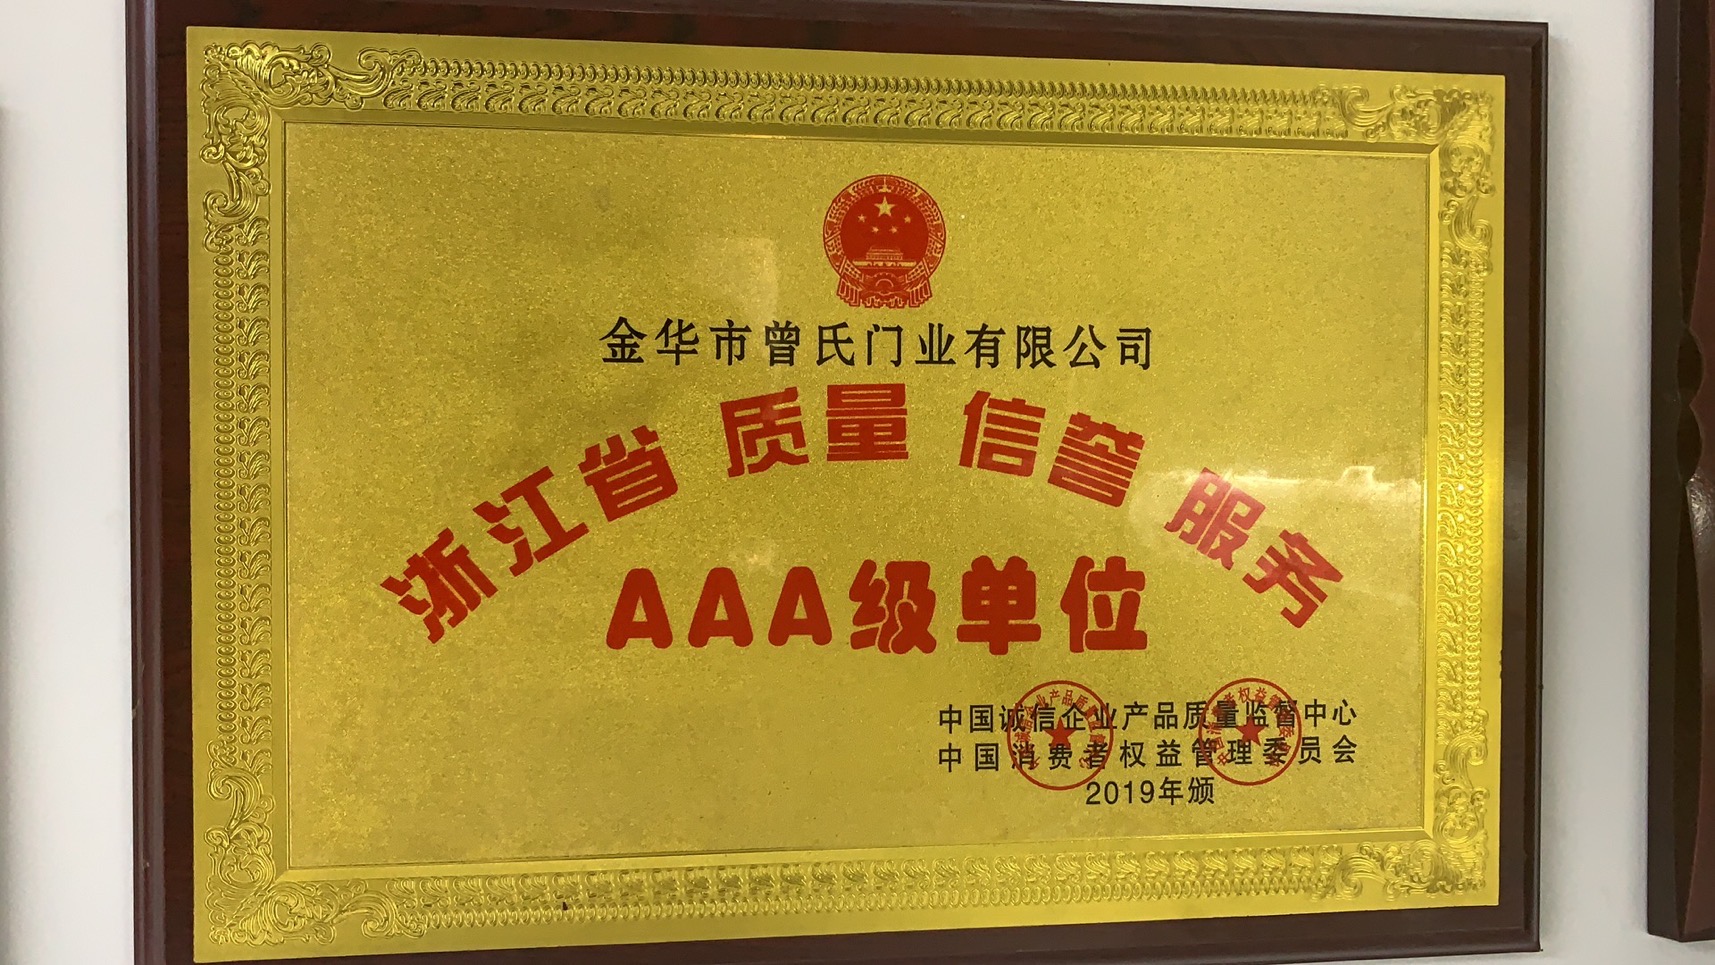 金华市曾氏门业有限公司
浙江省 质量 信誉 服务
AAA级单位
中国诚信企业产品质量监督中心
中国消费者权益管理委员会
2019年颁